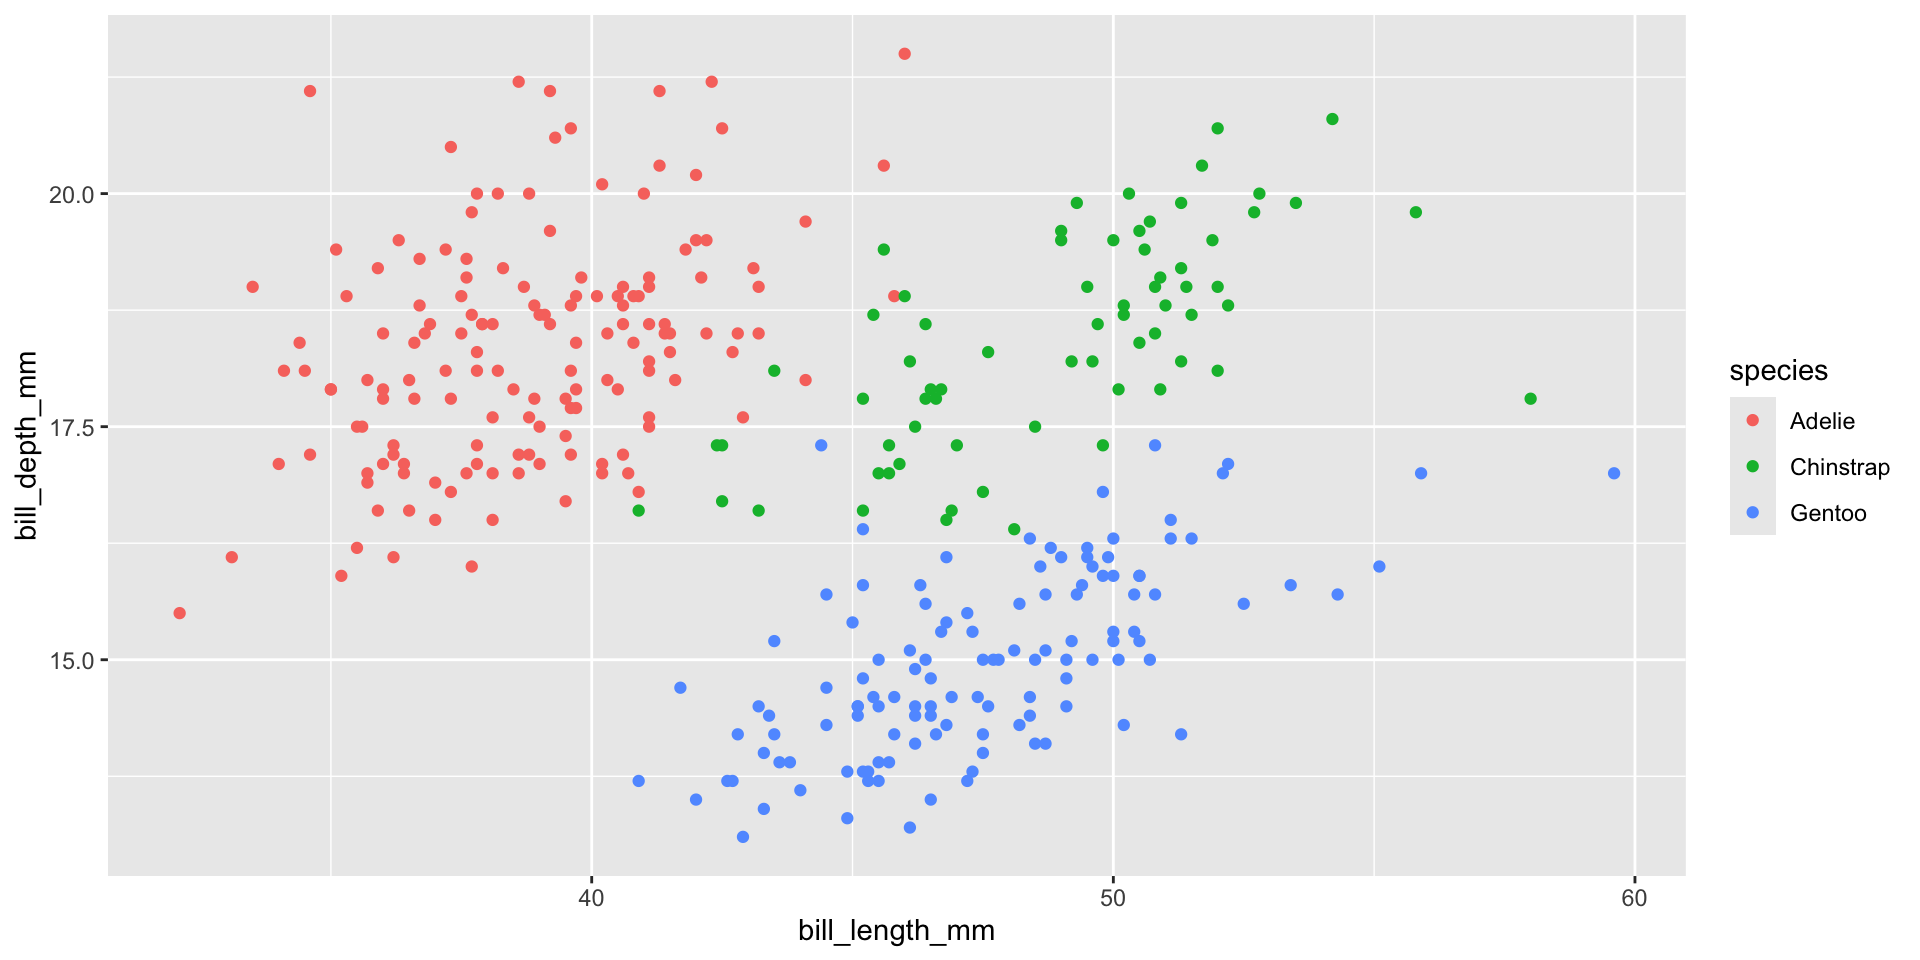 20.0
17.5
15.0
bill_depth_mm
40
50
60
bill_length_mm
species
Adelie
Chinstrap
Gentoo